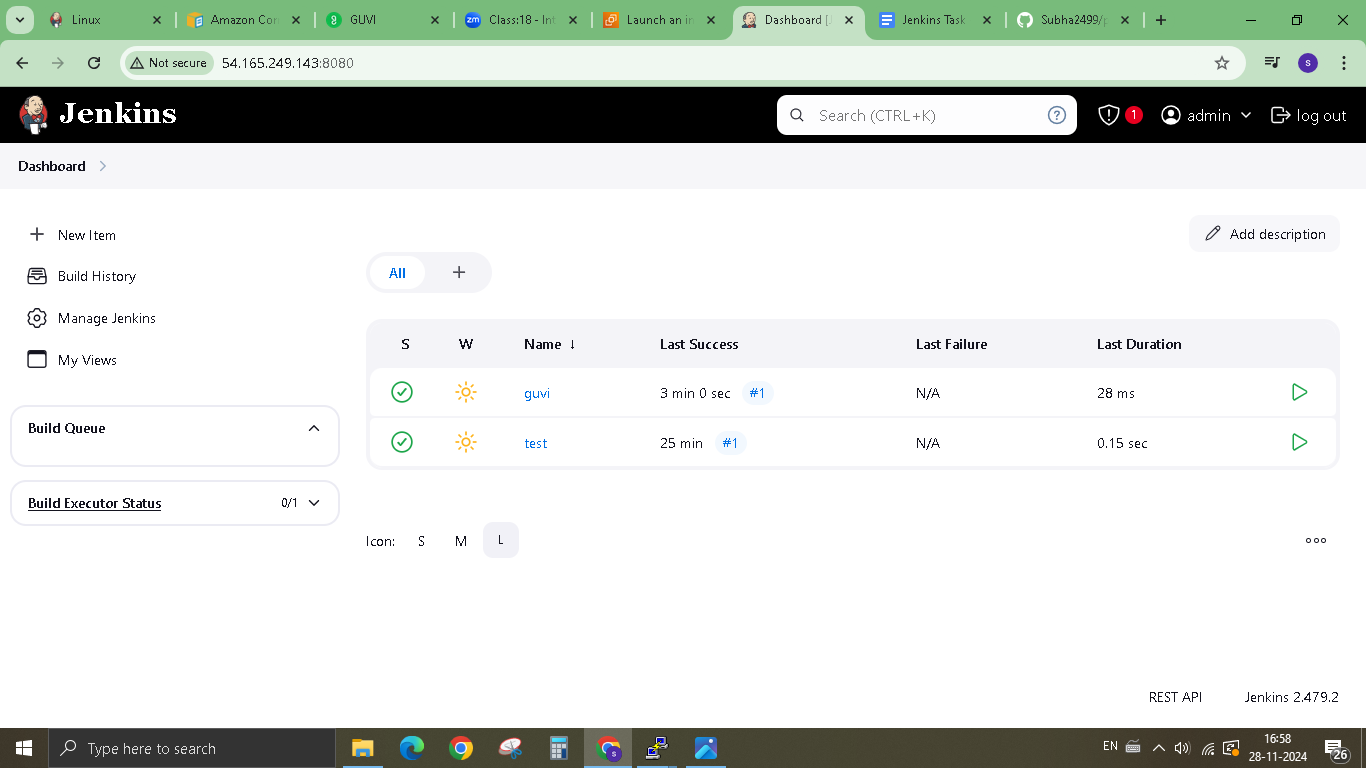 Linux
Amazon Con
GUVI
Class:18 - Int
Launch an in
Dashboard [J
Jenkins Task
Subha2499/p
Not secure 54.165.249.143:8080
s
Jenkins
Search (CTRL+K)
1
admin
log out
Dashboard
New Item
Build History
Manage Jenkins
My Views
Build Queue
Build Executor Status 0/1
Add description
All +
S W Name ↓ Last Success Last Failure Last Duration
guvi 3 min 0 sec #1 N/A 28 ms
test 25 min #1 N/A 0.15 sec
Icon: S M L
REST API Jenkins 2.479.2
Type here to search
EN
16:58
28-11-2024
26